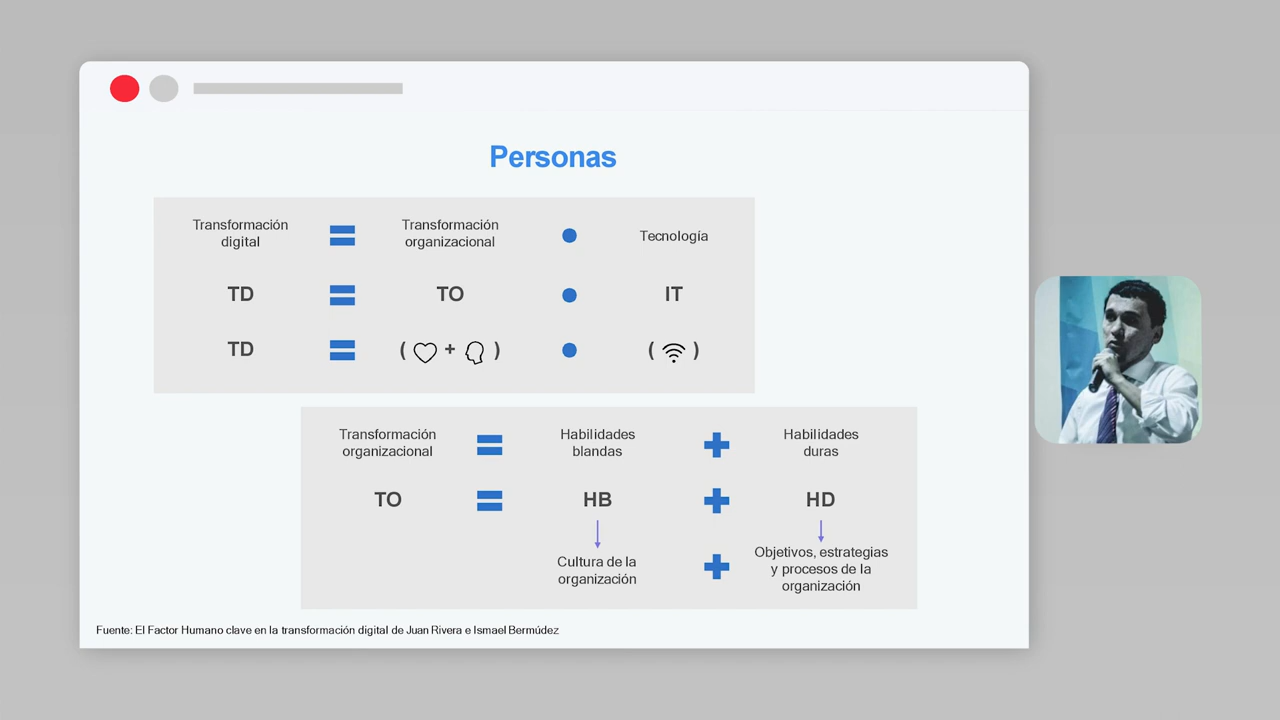 Personas
Transformación
digital
=
Transformación
organizacional
•
Tecnología
TD
=
TO
•
IT
TD
=
( + )
•
( )
Transformación
organizacional
=
Habilidades
blandas
+
Habilidades
duras
TO
=
HB
+
HD
Cultura de la
organización
+
Objetivos, estrategias
y procesos de la
organización
Fuente: El Factor Humano clave en la transformación digital de Juan Rivera e Ismael Bermúdez